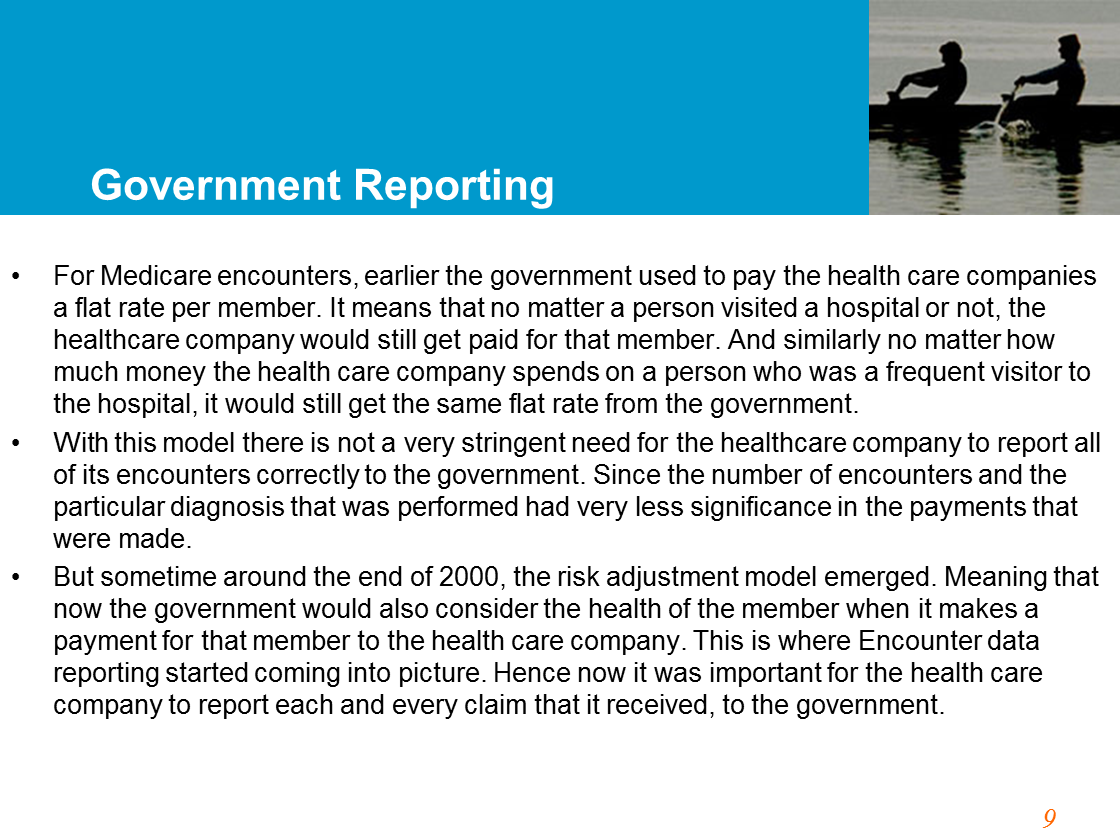 Government Reporting
• For Medicare encounters, earlier the government used to pay the health care companies
a flat rate per member. It means that no matter a person visited a hospital or not, the
healthcare company would still get paid for that member. And similarly no matter how
much money the health care company spends on a person who was a frequent visitor to
the hospital, it would still get the same flat rate from the government.
• With this model there is not a very stringent need for the healthcare company to report all
of its encounters correctly to the government. Since the number of encounters and the
particular diagnosis that was performed had very less significance in the payments that
were made.
• But sometime around the end of 2000, the risk adjustment model emerged. Meaning that
now the government would also consider the health of the member when it makes a
payment for that member to the health care company. This is where Encounter data
reporting started coming into picture. Hence now it was important for the health care
company to report each and every claim that it received, to the government.
9